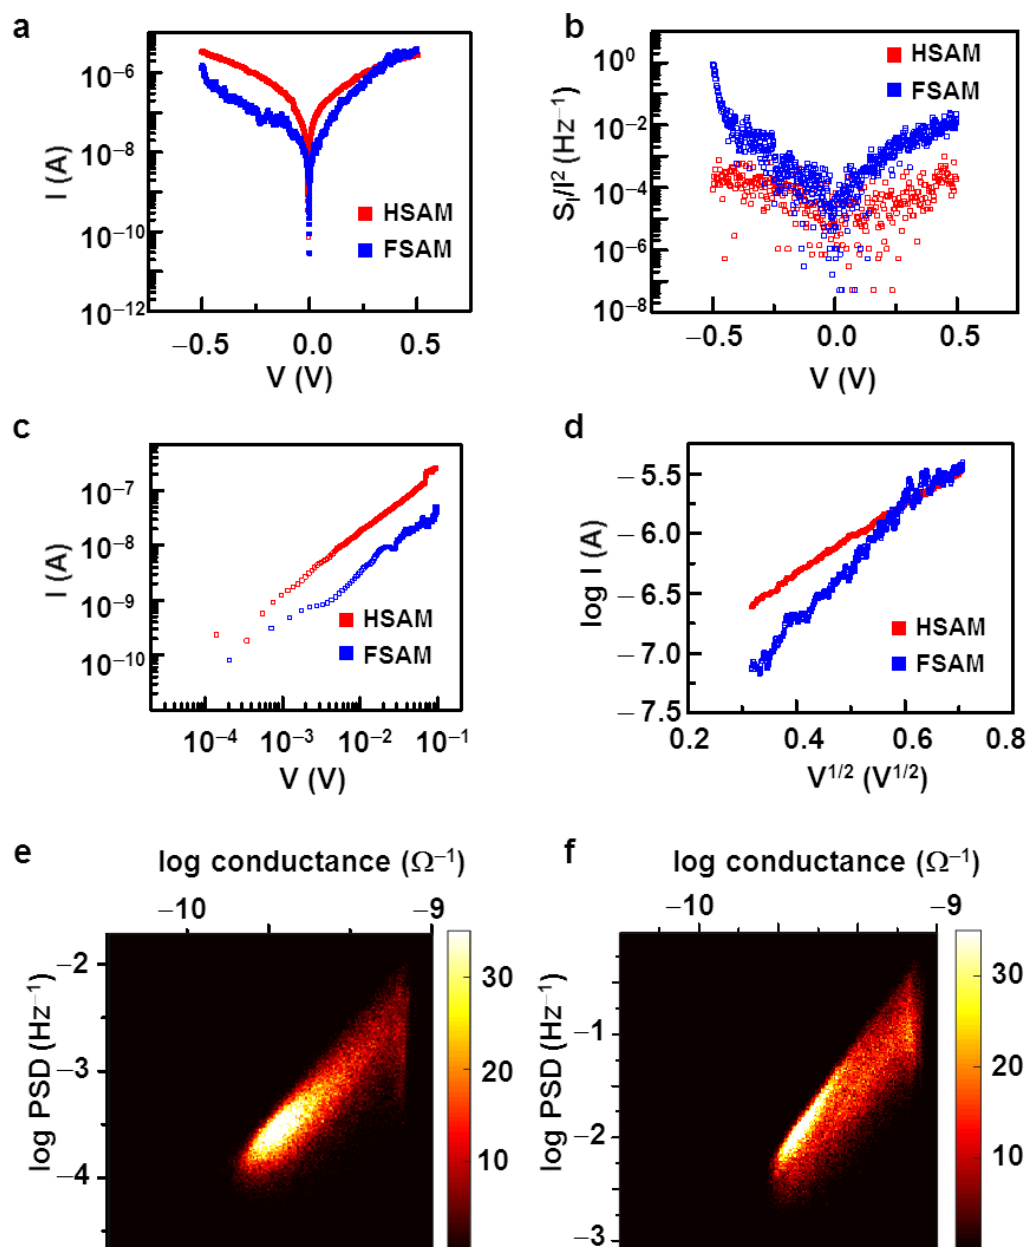 a
I (A)
10⁻⁶
10⁻⁸
10⁻¹⁰
10⁻¹²
HSAM
FSAM
−0.5
0.0
0.5
V (V)
b
S_I/I² (Hz⁻¹)
10⁰
10⁻²
10⁻⁴
10⁻⁶
10⁻⁸
HSAM
FSAM
−0.5
0.0
0.5
V (V)
c
I (A)
10⁻⁷
10⁻⁸
10⁻⁹
10⁻¹⁰
HSAM
FSAM
10⁻⁴
10⁻³
10⁻²
10⁻¹
V (V)
d
log I (A)
−5.5
−6.0
−6.5
−7.0
−7.5
HSAM
FSAM
0.2
0.4
0.6
0.8
V¹/² (V¹/²)
e
log conductance (Ω⁻¹)
−10
−9
log PSD (Hz⁻¹)
−2
−3
−4
30
20
10
f
log conductance (Ω⁻¹)
−10
−9
log PSD (Hz⁻¹)
−1
−2
−3
30
20
10